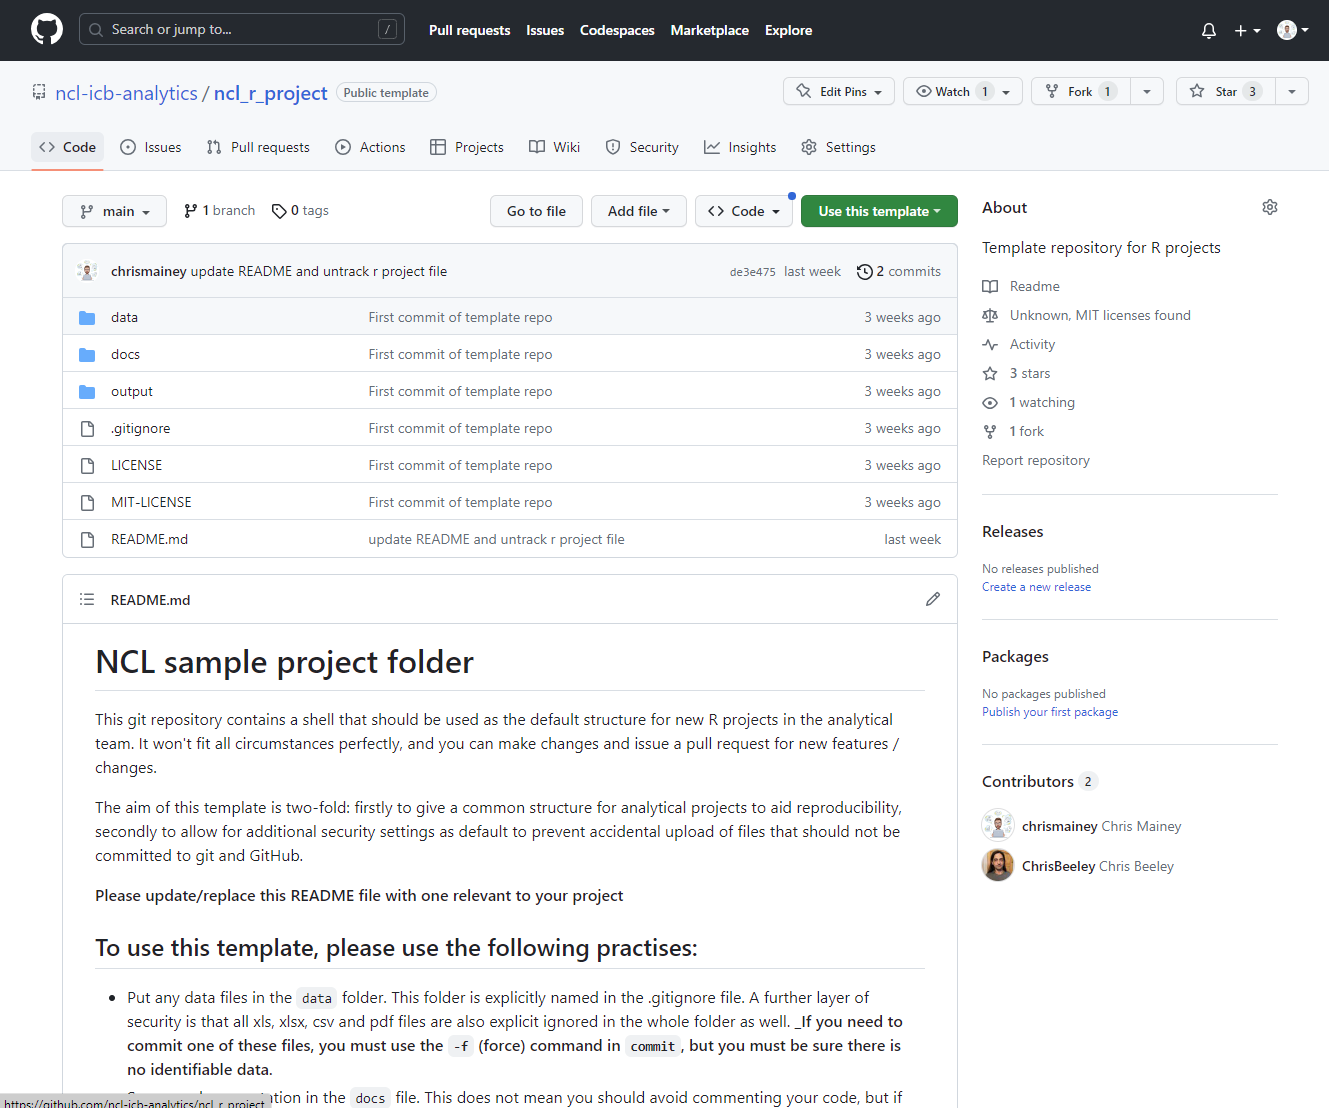 Search or jump to... /
Pull requests Issues Codespaces Marketplace Explore
ncl-icb-analytics / ncl_r_project Public template
Edit Pins Watch 1 Fork 1 Star 3
Code Issues Pull requests Actions Projects Wiki Security Insights Settings
main 1 branch 0 tags Go to file Add file Code Use this template
chrismainey update README and untrack r project file de3e475 last week 2 commits
data First commit of template repo 3 weeks ago
docs First commit of template repo 3 weeks ago
output First commit of template repo 3 weeks ago
.gitignore First commit of template repo 3 weeks ago
LICENSE First commit of template repo 3 weeks ago
MIT-LICENSE First commit of template repo 3 weeks ago
README.md update README and untrack r project file last week
README.md
NCL sample project folder
This git repository contains a shell that should be used as the default structure for new R projects in the analytical
team. It won't fit all circumstances perfectly, and you can make changes and issue a pull request for new features /
changes.
The aim of this template is two-fold: firstly to give a common structure for analytical projects to aid reproducibility,
secondly to allow for additional security settings as default to prevent accidental upload of files that should not be
committed to git and GitHub.
Please update/replace this README file with one relevant to your project
To use this template, please use the following practises:
Put any data files in the data folder. This folder is explicitly named in the .gitignore file. A further layer of
security is that all xls, xlsx, csv and pdf files are also explicit ignored in the whole folder as well. _If you need to
commit one of these files, you must use the -f (force) command in commit, but you must be sure there is
no identifiable data.
in the docs file. This does not mean you should avoid commenting your code, but if
https://github.com/ncl-icb-analytics/ncl_r_project
About
Template repository for R projects
Readme
Unknown, MIT licenses found
Activity
3 stars
1 watching
1 fork
Report repository
Releases
No releases published
Create a new release
Packages
No packages published
Publish your first package
Contributors 2
chrismainey Chris Mainey
ChrisBeeley Chris Beeley